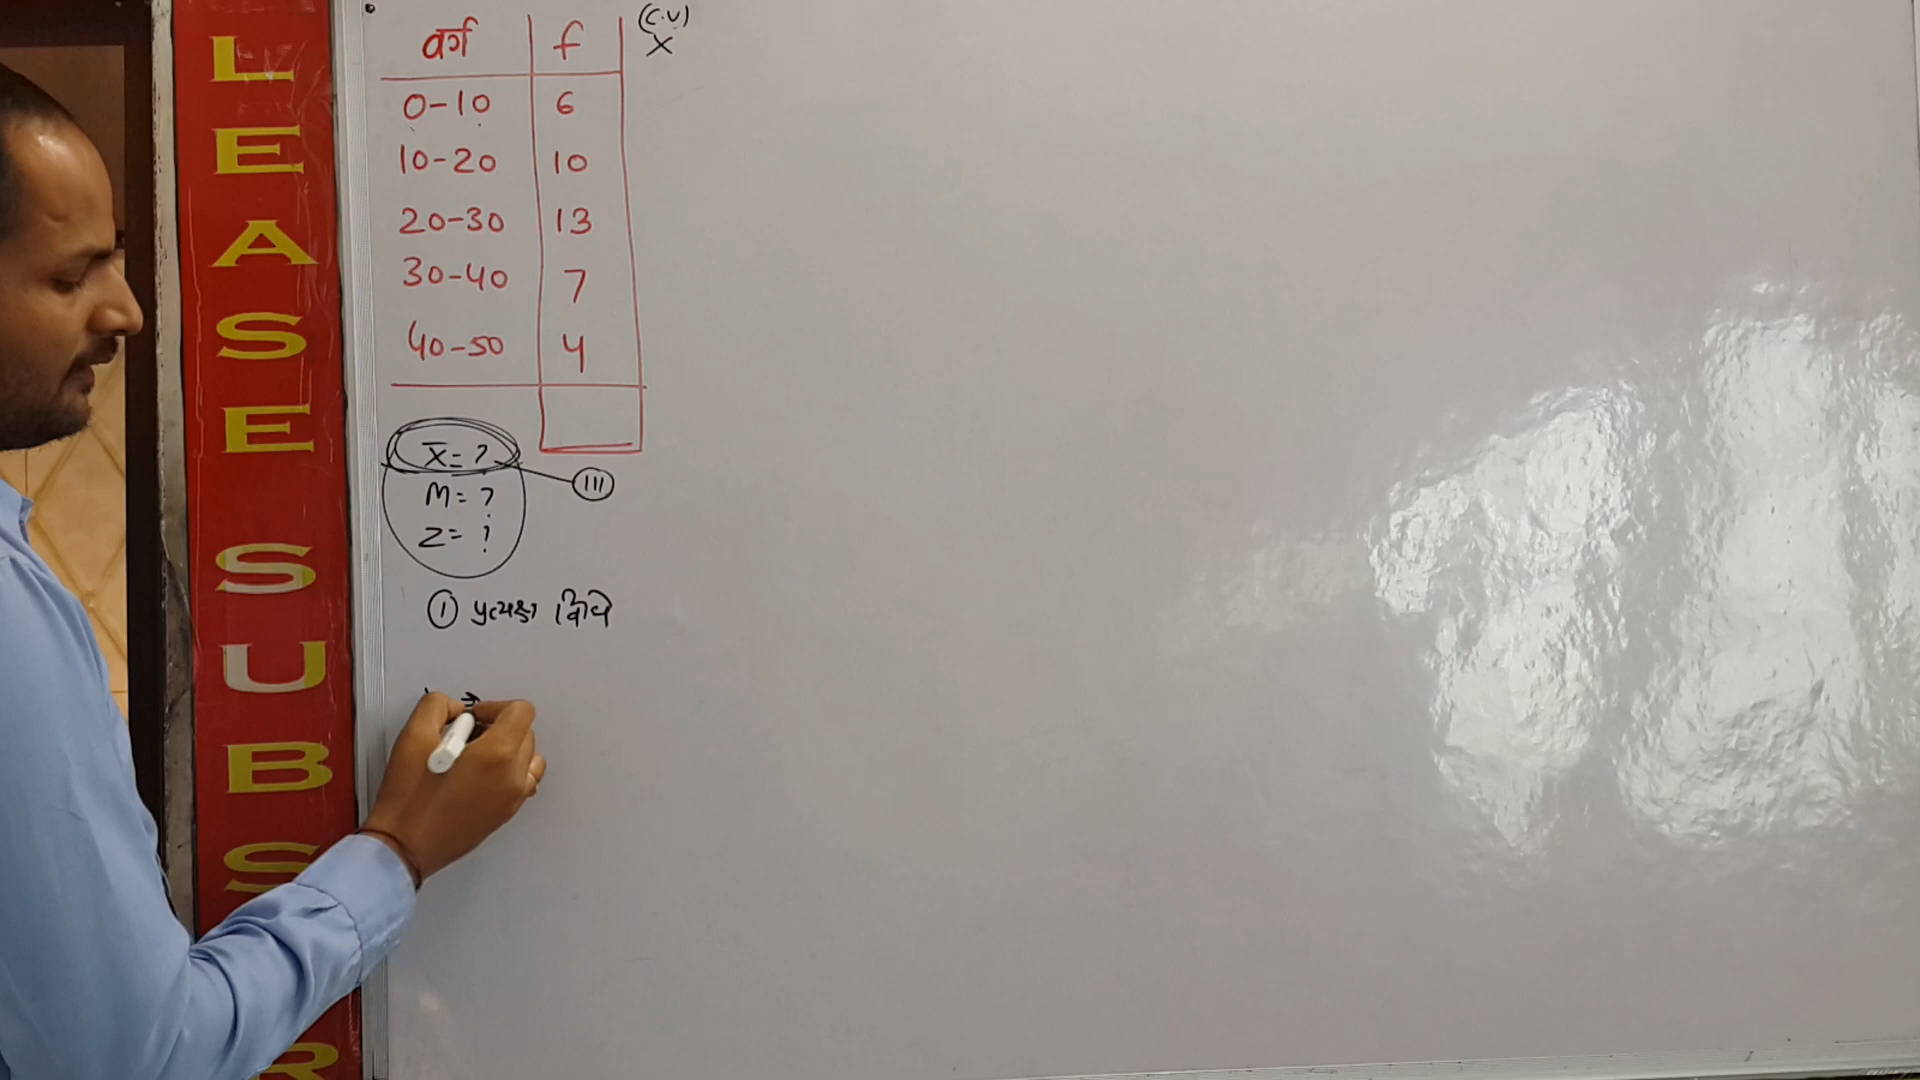 LEASE SUBS
वर्ग f (C.V) X
0-10 6
10-20 10
20-30 13
30-40 7
40-50 4
X̄ = ?
III
M = ?
Z = ?
① प्रत्यक्ष विधि